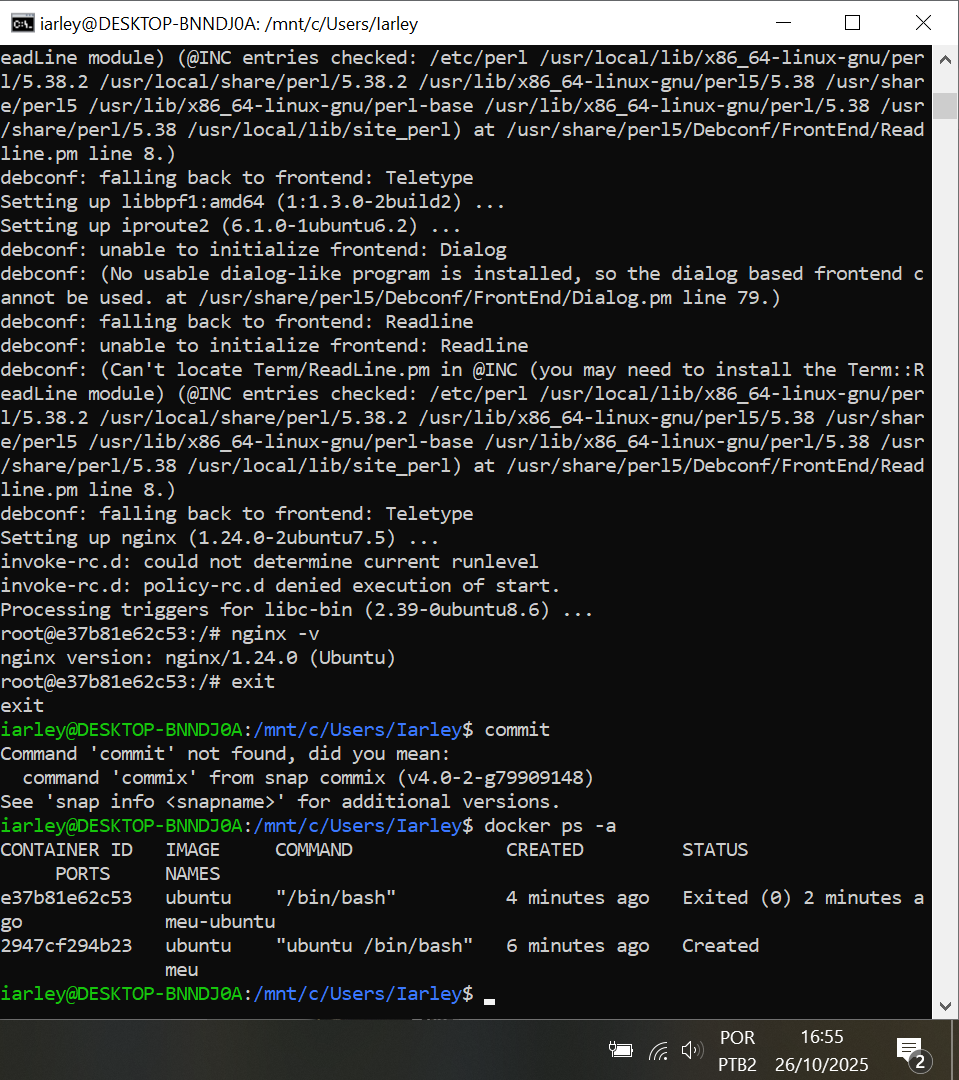 iarley@DESKTOP-BNNDJ0A: /mnt/c/Users/Iarley
eadLine module) (@INC entries checked: /etc/perl /usr/local/lib/x86_64-linux-gnu/per
l/5.38.2 /usr/local/share/perl/5.38.2 /usr/lib/x86_64-linux-gnu/perl5/5.38 /usr/shar
e/perl5 /usr/lib/x86_64-linux-gnu/perl-base /usr/lib/x86_64-linux-gnu/perl/5.38 /usr
/share/perl/5.38 /usr/local/lib/site_perl) at /usr/share/perl5/Debconf/FrontEnd/Read
line.pm line 8.)
debconf: falling back to frontend: Teletype
Setting up libbpf1:amd64 (1:1.3.0-2build2) ...
Setting up iproute2 (6.1.0-1ubuntu6.2) ...
debconf: unable to initialize frontend: Dialog
debconf: (No usable dialog-like program is installed, so the dialog based frontend c
annot be used. at /usr/share/perl5/Debconf/FrontEnd/Dialog.pm line 79.)
debconf: falling back to frontend: Readline
debconf: unable to initialize frontend: Readline
debconf: (Can't locate Term/ReadLine.pm in @INC (you may need to install the Term::R
eadLine module) (@INC entries checked: /etc/perl /usr/local/lib/x86_64-linux-gnu/per
l/5.38.2 /usr/local/share/perl/5.38.2 /usr/lib/x86_64-linux-gnu/perl5/5.38 /usr/shar
e/perl5 /usr/lib/x86_64-linux-gnu/perl-base /usr/lib/x86_64-linux-gnu/perl/5.38 /usr
/share/perl/5.38 /usr/local/lib/site_perl) at /usr/share/perl5/Debconf/FrontEnd/Read
line.pm line 8.)
debconf: falling back to frontend: Teletype
Setting up nginx (1.24.0-2ubuntu7.5) ...
invoke-rc.d: could not determine current runlevel
invoke-rc.d: policy-rc.d denied execution of start.
Processing triggers for libc-bin (2.39-0ubuntu8.6) ...
root@e37b81e62c53:/# nginx -v
nginx version: nginx/1.24.0 (Ubuntu)
root@e37b81e62c53:/# exit
exit
iarley@DESKTOP-BNNDJ0A:/mnt/c/Users/Iarley$ commit
Command 'commit' not found, did you mean:
  command 'commix' from snap commix (v4.0-2-g79909148)
See 'snap info <snapname>' for additional versions.
iarley@DESKTOP-BNNDJ0A:/mnt/c/Users/Iarley$ docker ps -a
CONTAINER ID   IMAGE     COMMAND              CREATED         STATUS
     PORTS     NAMES
e37b81e62c53   ubuntu    "/bin/bash"          4 minutes ago   Exited (0) 2 minutes a
go             meu-ubuntu
2947cf294b23   ubuntu    "ubuntu /bin/bash"   6 minutes ago   Created
               meu
iarley@DESKTOP-BNNDJ0A:/mnt/c/Users/Iarley$
POR
PTB2
16:55
26/10/2025
2